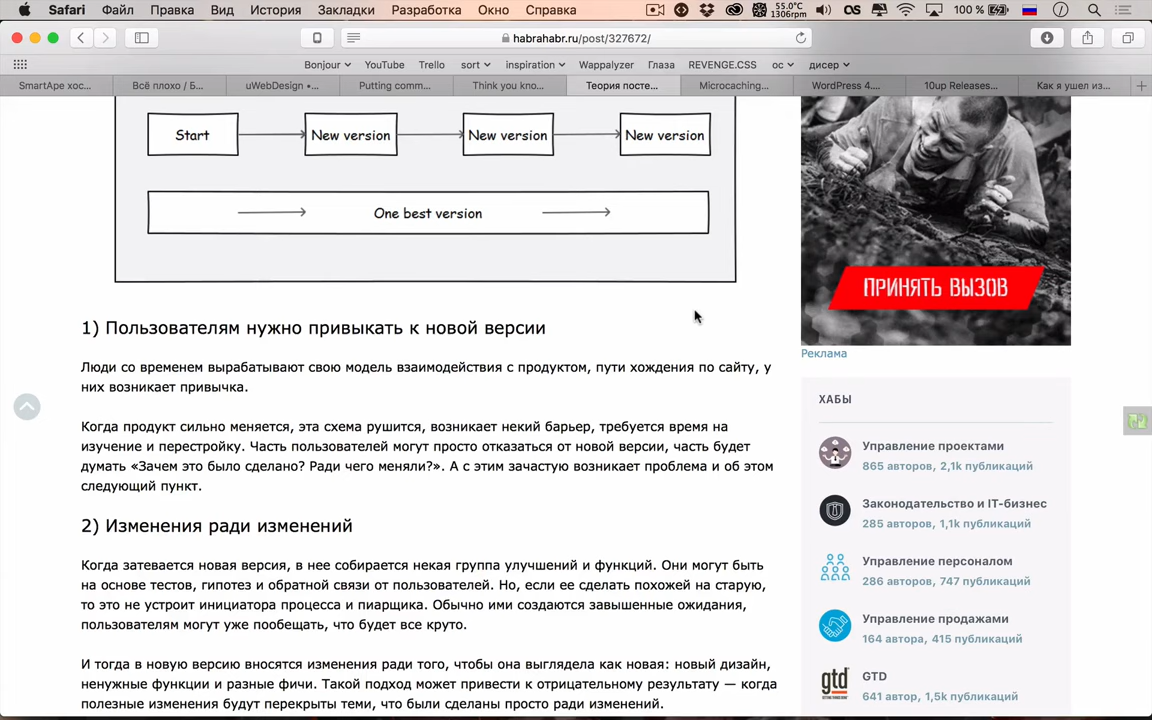 Safari Файл Правка Вид История Закладки Разработка Окно Справка 55.0°C 1306rpm 100 %
habrahabr.ru/post/327672/
Bonjour YouTube Trello sort inspiration Wappalyzer Глаза REVENGE.CSS ос дисер
SmartApe хос... Всё плохо / Б... uWebDesign •... Putting comm... Think you kno... Теория посте... Microcaching... WordPress 4.... 10up Releases... Как я ушел из...
Start New version New version New version
One best version
ПРИНЯТЬ ВЫЗОВ
Реклама
1) Пользователям нужно привыкать к новой версии
Люди со временем вырабатывают свою модель взаимодействия с продуктом, пути хождения по сайту, у
них возникает привычка.
Когда продукт сильно меняется, эта схема рушится, возникает некий барьер, требуется время на
изучение и перестройку. Часть пользователей могут просто отказаться от новой версии, часть будет
думать «Зачем это было сделано? Ради чего меняли?». А с этим зачастую возникает проблема и об этом
следующий пункт.
2) Изменения ради изменений
Когда затевается новая версия, в нее собирается некая группа улучшений и функций. Они могут быть
на основе тестов, гипотез и обратной связи от пользователей. Но, если ее сделать похожей на старую,
то это не устроит инициатора процесса и пиарщика. Обычно ими создаются завышенные ожидания,
пользователям могут уже пообещать, что будет все круто.
И тогда в новую версию вносятся изменения ради того, чтобы она выглядела как новая: новый дизайн,
ненужные функции и разные фичи. Такой подход может привести к отрицательному результату — когда
полезные изменения будут перекрыты теми, что были сделаны просто ради изменений.
ХАБЫ
Управление проектами
865 авторов, 2,1k публикаций
Законодательство и IT-бизнес
285 авторов, 1,1k публикаций
Управление персоналом
286 авторов, 747 публикаций
Управление продажами
164 автора, 415 публикаций
gtd GTD
641 автор, 1,5k публикаций